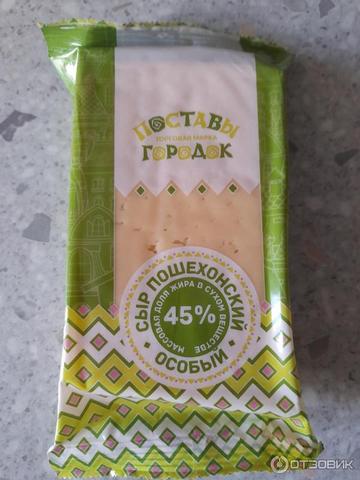 ПОСТАВЫ
ТОРГОВАЯ МАРКА
ГОРОДОК
СЫР ПОШЕХОНСКИЙ
МАССОВАЯ ДОЛЯ ЖИРА В СУХОМ ВЕЩЕСТВЕ
45%
ОСОБЫЙ
ОТЗОВИК